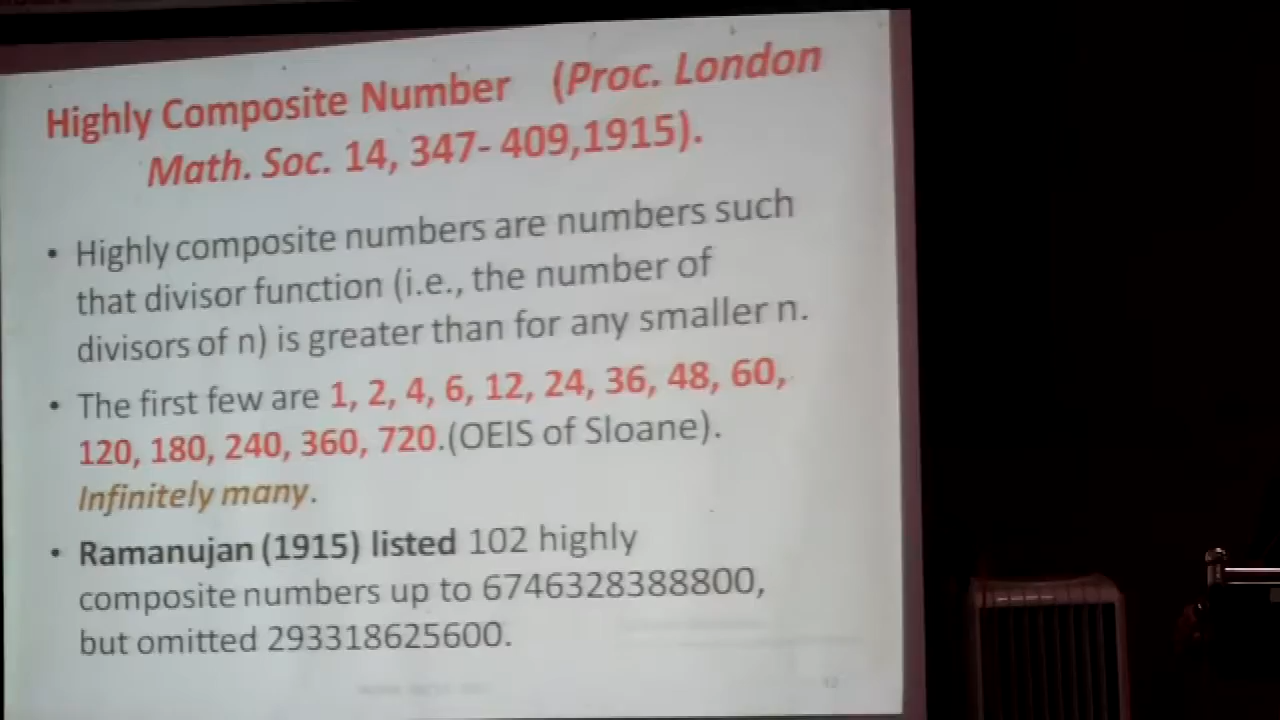 Highly Composite Number (Proc. London
Math. Soc. 14, 347- 409,1915).
• Highly composite numbers are numbers such
that divisor function (i.e., the number of
divisors of n) is greater than for any smaller n.
• The first few are 1, 2, 4, 6, 12, 24, 36, 48, 60,
120, 180, 240, 360, 720.(OEIS of Sloane).
Infinitely many.
• Ramanujan (1915) listed 102 highly
composite numbers up to 6746328388800,
but omitted 293318625600.
12